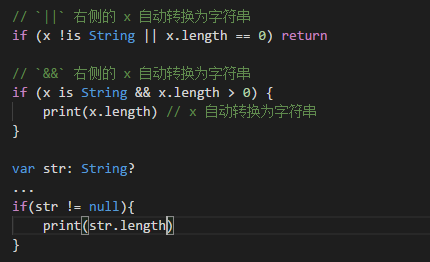 // `||` 右侧的 x 自动转换为字符串
if (x !is String || x.length == 0) return
// `&&` 右侧的 x 自动转换为字符串
if (x is String && x.length > 0) {
    print(x.length) // x 自动转换为字符串
}
var str: String?
...
if(str != null){
    print(str.length)
}